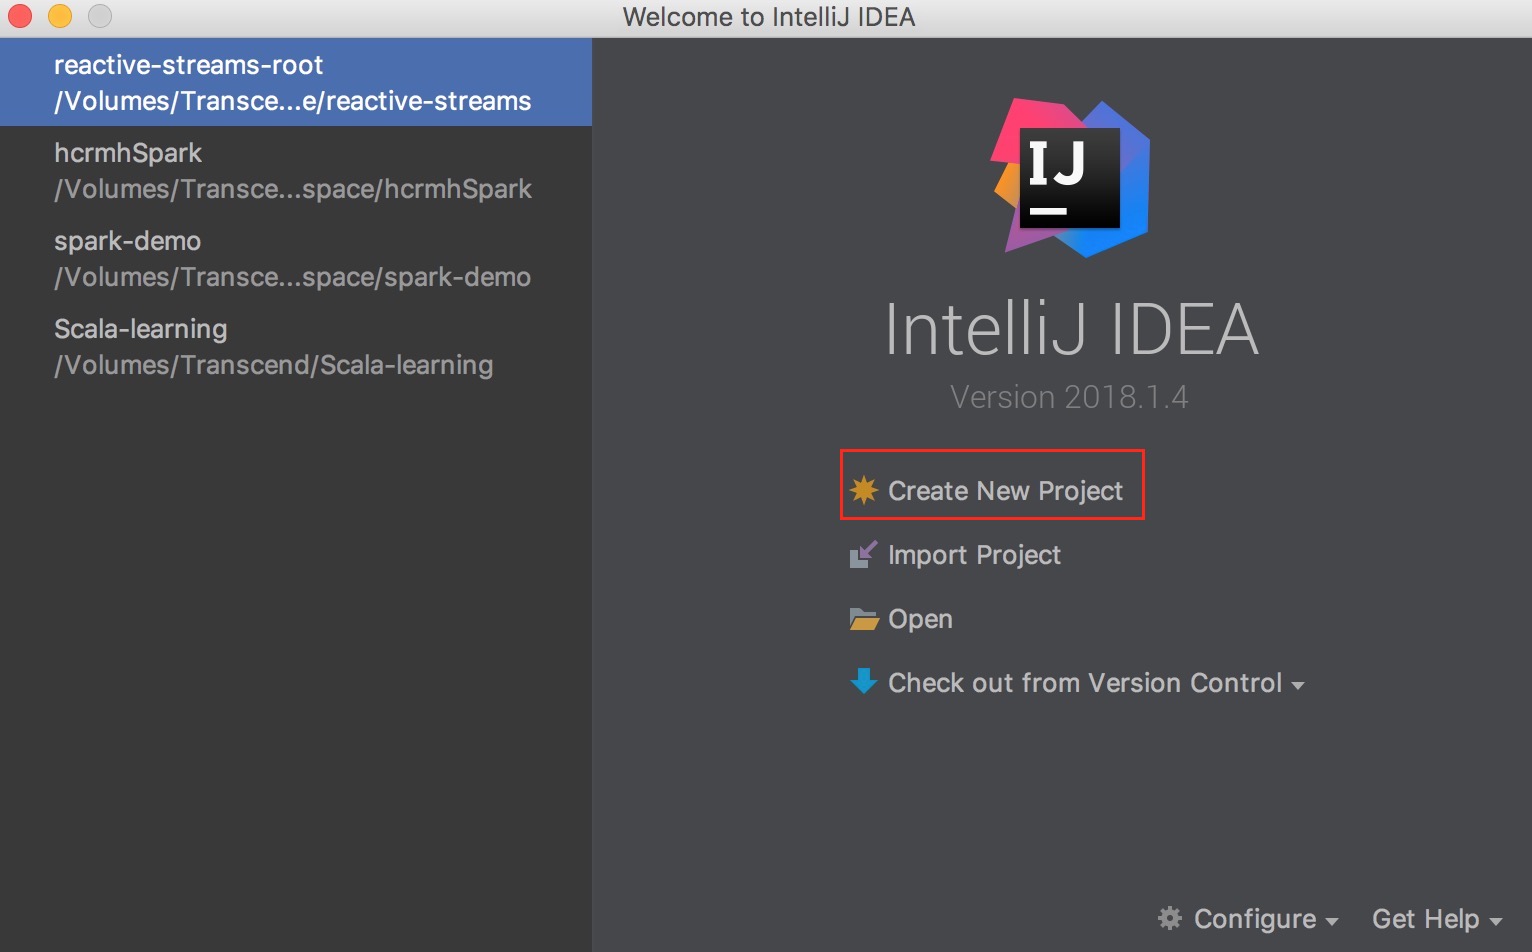 Welcome to IntelliJ IDEA
reactive-streams-root
/Volumes/Transce...e/reactive-streams
hcrmhSpark
/Volumes/Transce...space/hcrmhSpark
spark-demo
/Volumes/Transce...space/spark-demo
Scala-learning
/Volumes/Transcend/Scala-learning
IJ
IntelliJ IDEA
Version 2018.1.4
Create New Project
Import Project
Open
Check out from Version Control
Configure
Get Help